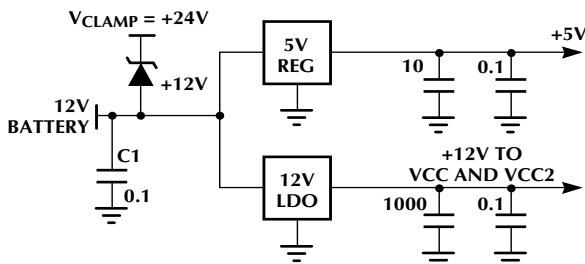 VCLAMP = +24V
+12V
12V
BATTERY
C1
0.1
5V
REG
10
0.1
+5V
12V
LDO
+12V TO
VCC AND VCC2
1000
0.1